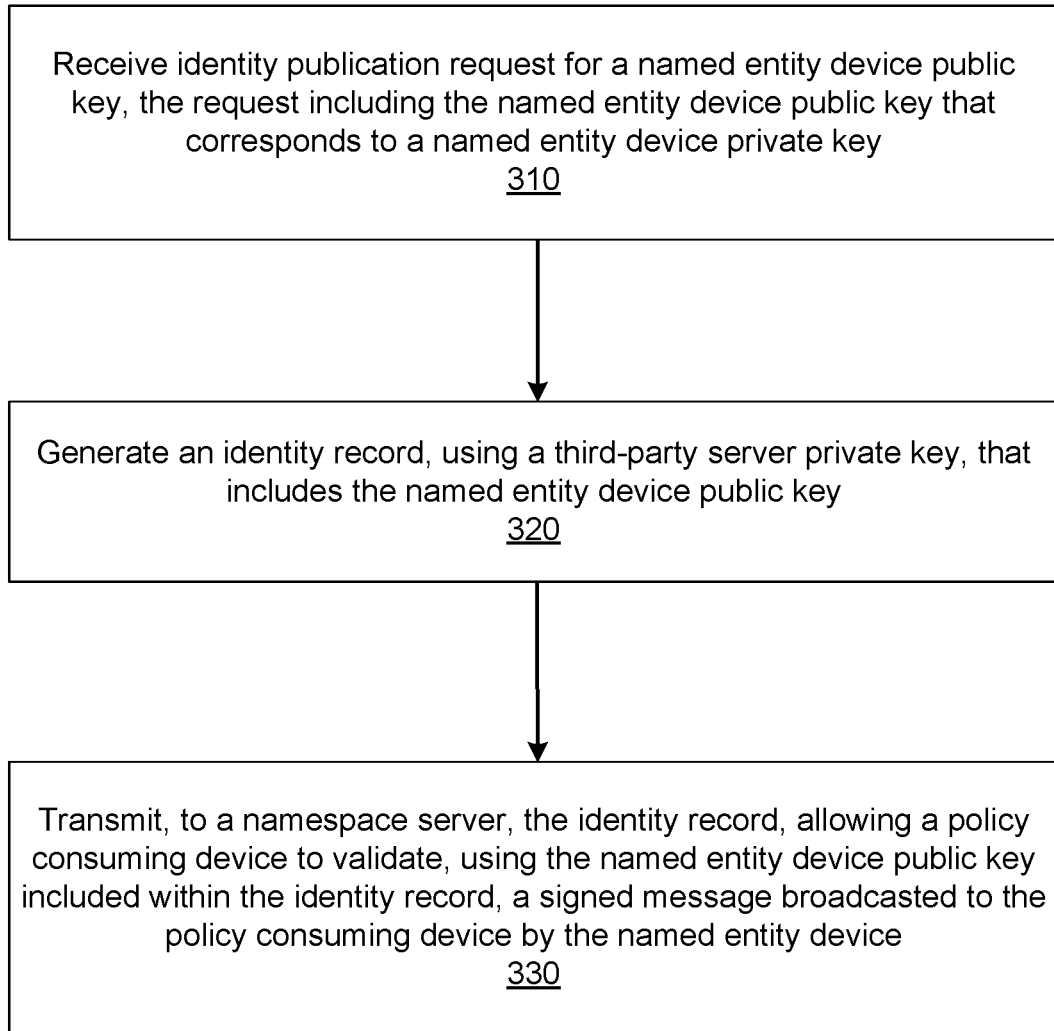 Receive identity publication request for a named entity device public
key, the request including the named entity device public key that
corresponds to a named entity device private key
310
Generate an identity record, using a third-party server private key, that
includes the named entity device public key
320
Transmit, to a namespace server, the identity record, allowing a policy
consuming device to validate, using the named entity device public key
included within the identity record, a signed message broadcasted to the
policy consuming device by the named entity device
330